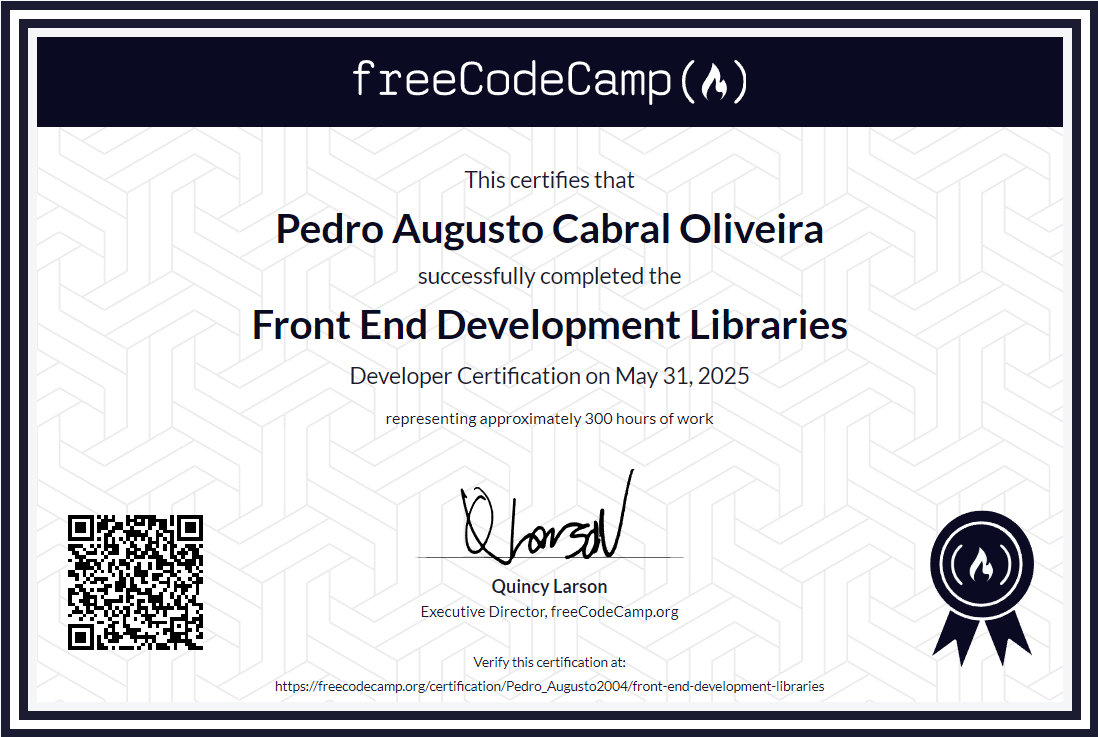 freeCodeCamp(🔥)
This certifies that
Pedro Augusto Cabral Oliveira
successfully completed the
Front End Development Libraries
Developer Certification on May 31, 2025
representing approximately 300 hours of work
Q Larson
Quincy Larson
Executive Director, freeCodeCamp.org
Verify this certification at:
https://freecodecamp.org/certification/Pedro_Augusto2004/front-end-development-libraries